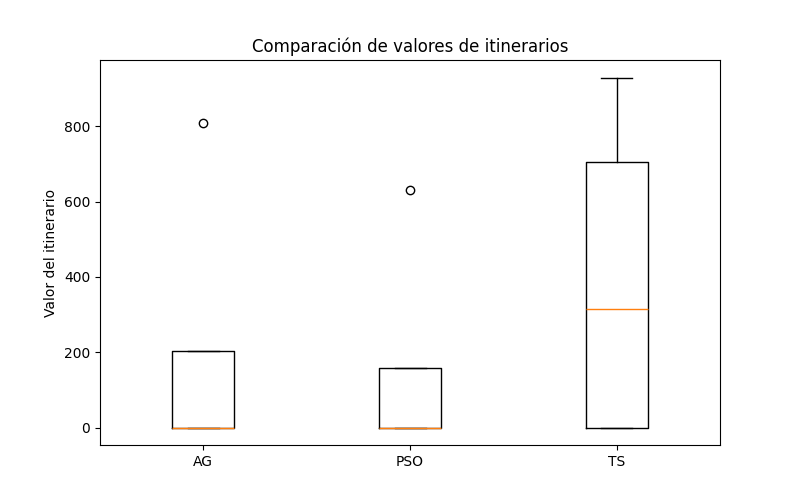 Comparación de valores de itinerarios
Valor del itinerario
800
600
400
200
0
AG
PSO
TS